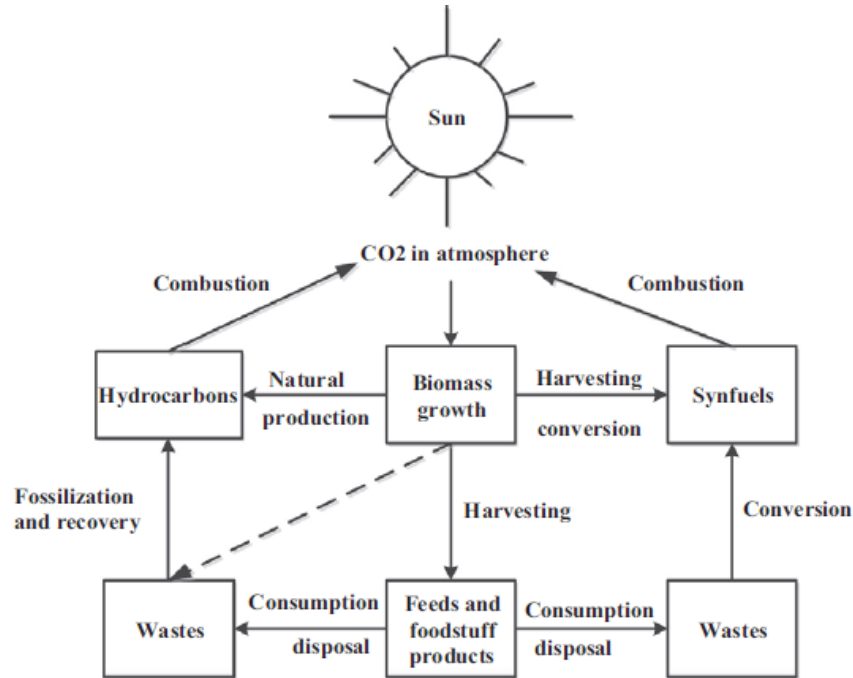 Sun
CO2 in atmosphere
Combustion
Combustion
Hydrocarbons
Natural
production
Biomass
growth
Harvesting
conversion
Synfuels
Fossilization
and recovery
Harvesting
Conversion
Wastes
Consumption
disposal
Feeds and
foodstuff
products
Consumption
disposal
Wastes